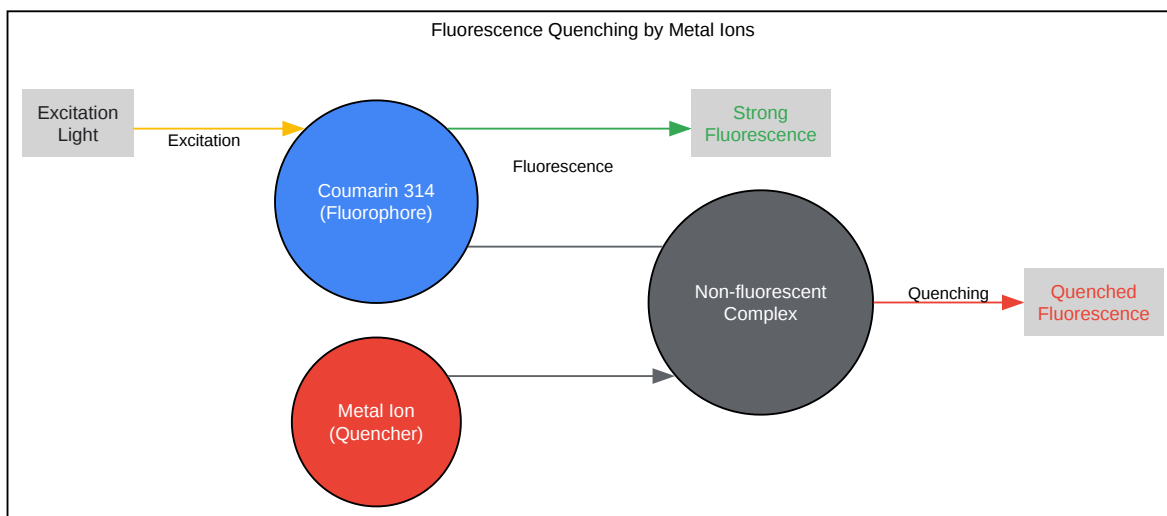 Fluorescence Quenching by Metal Ions
Excitation
Light
Excitation
Coumarin 314
(Fluorophore)
Fluorescence
Strong
Fluorescence
Non-fluorescent
Complex
Quenching
Quenched
Fluorescence
Metal Ion
(Quencher)